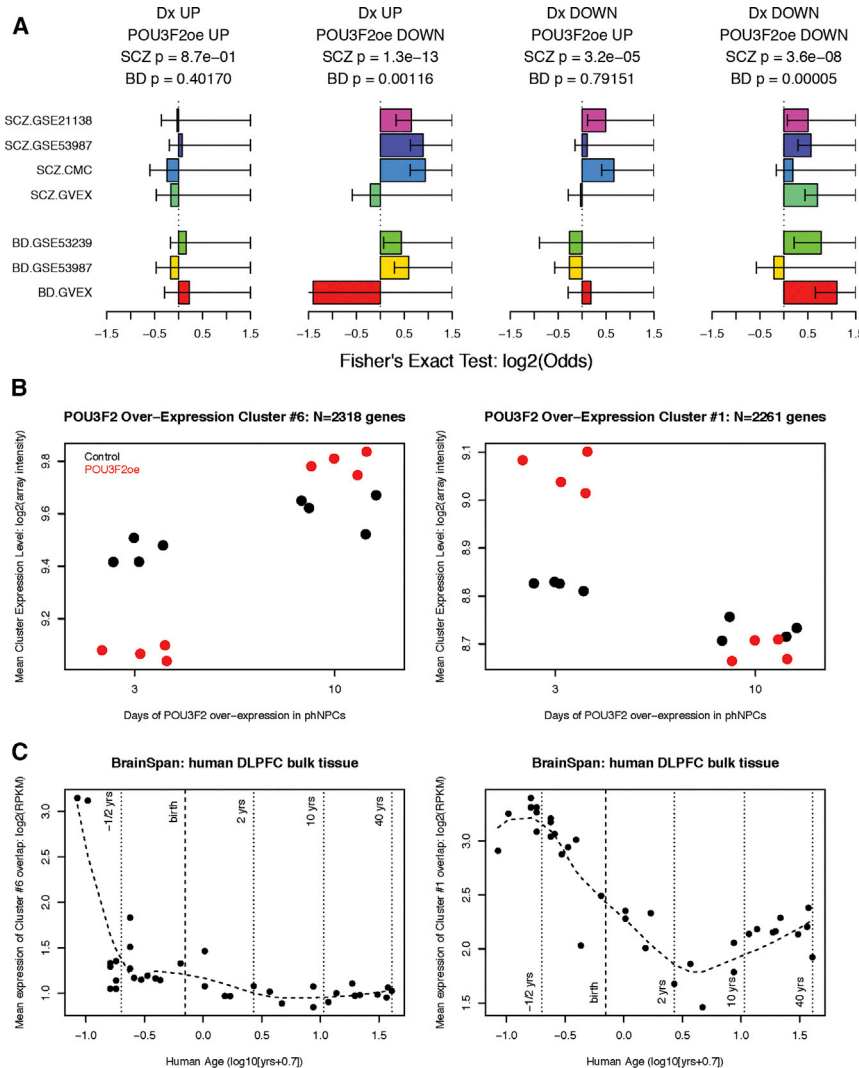 A
Dx UP
POU3F2oe UP
SCZ p = 8.7e−01
BD p = 0.40170
Dx UP
POU3F2oe DOWN
SCZ p = 1.3e−13
BD p = 0.00116
Dx DOWN
POU3F2oe UP
SCZ p = 3.2e−05
BD p = 0.79151
Dx DOWN
POU3F2oe DOWN
SCZ p = 3.6e−08
BD p = 0.00005
SCZ.GSE21138
SCZ.GSE53987
SCZ.CMC
SCZ.GVEX
BD.GSE53239
BD.GSE53987
BD.GVEX
−1.5 −0.5 0.5 1.5
−1.5 −0.5 0.5 1.5
−1.5 −0.5 0.5 1.5
−1.5 −0.5 0.5 1.5
Fisher's Exact Test: log2(Odds)
B
POU3F2 Over−Expression Cluster #6: N=2318 genes
Mean Cluster Expression Level: log2(array intensity)
9.8
9.6
9.4
9.2
Control
POU3F2oe
3 10
Days of POU3F2 over−expression in phNPCs
POU3F2 Over−Expression Cluster #1: N=2261 genes
Mean Cluster Expression Level: log2(array intensity)
9.1
9.0
8.9
8.8
8.7
3 10
Days of POU3F2 over−expression in phNPCs
C
BrainSpan: human DLPFC bulk tissue
Mean expression of Cluster #6 overlap: log2(RPKM)
3.0
2.5
2.0
1.5
1.0
−1/2 yrs
birth
2 yrs
10 yrs
40 yrs
−1.0 −0.5 0.0 0.5 1.0 1.5
Human Age (log10[yrs+0.7])
BrainSpan: human DLPFC bulk tissue
Mean expression of Cluster #1 overlap: log2(RPKM)
3.0
2.5
2.0
1.5
−1/2 yrs
birth
2 yrs
10 yrs
40 yrs
−1.0 −0.5 0.0 0.5 1.0 1.5
Human Age (log10[yrs+0.7])